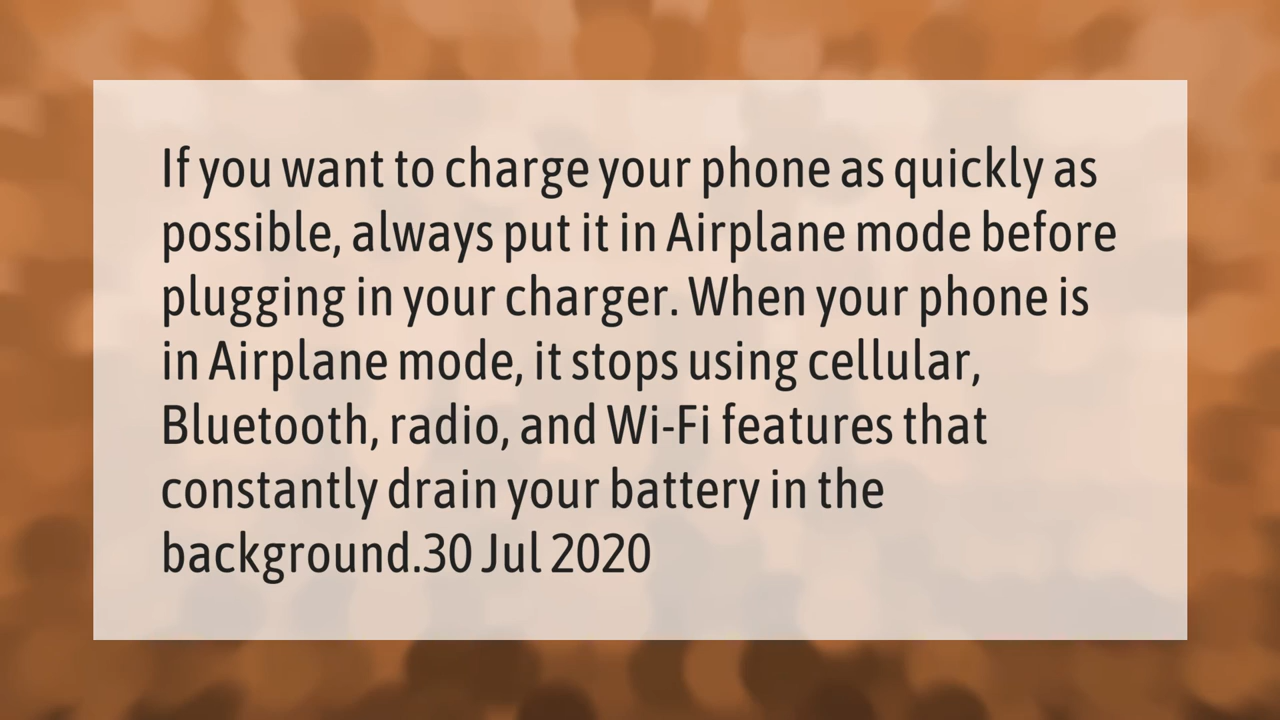 If you want to charge your phone as quickly as
possible, always put it in Airplane mode before
plugging in your charger. When your phone is
in Airplane mode, it stops using cellular,
Bluetooth, radio, and Wi-Fi features that
constantly drain your battery in the
background.30 Jul 2020